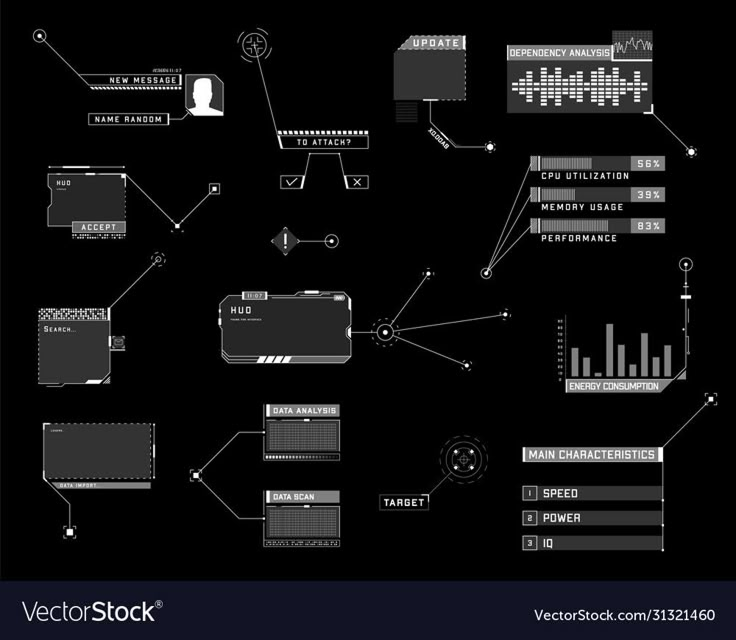 NEW MESSAGE
NAME RANDOM
TO ATTACH?
UPDATE
DEPENDENCY ANALYSIS
56%
CPU UTILIZATION
39%
MEMORY USAGE
83%
PERFORMANCE
HUD
ACCEPT
SEARCH...
11:07
HUD
ENERGY CONSUMPTION
DATA IMPORT...
DATA ANALYSIS
DATA SCAN
TARGET
MAIN CHARACTERISTICS
1 SPEED
2 POWER
3 IQ
VectorStock®
VectorStock.com/31321460